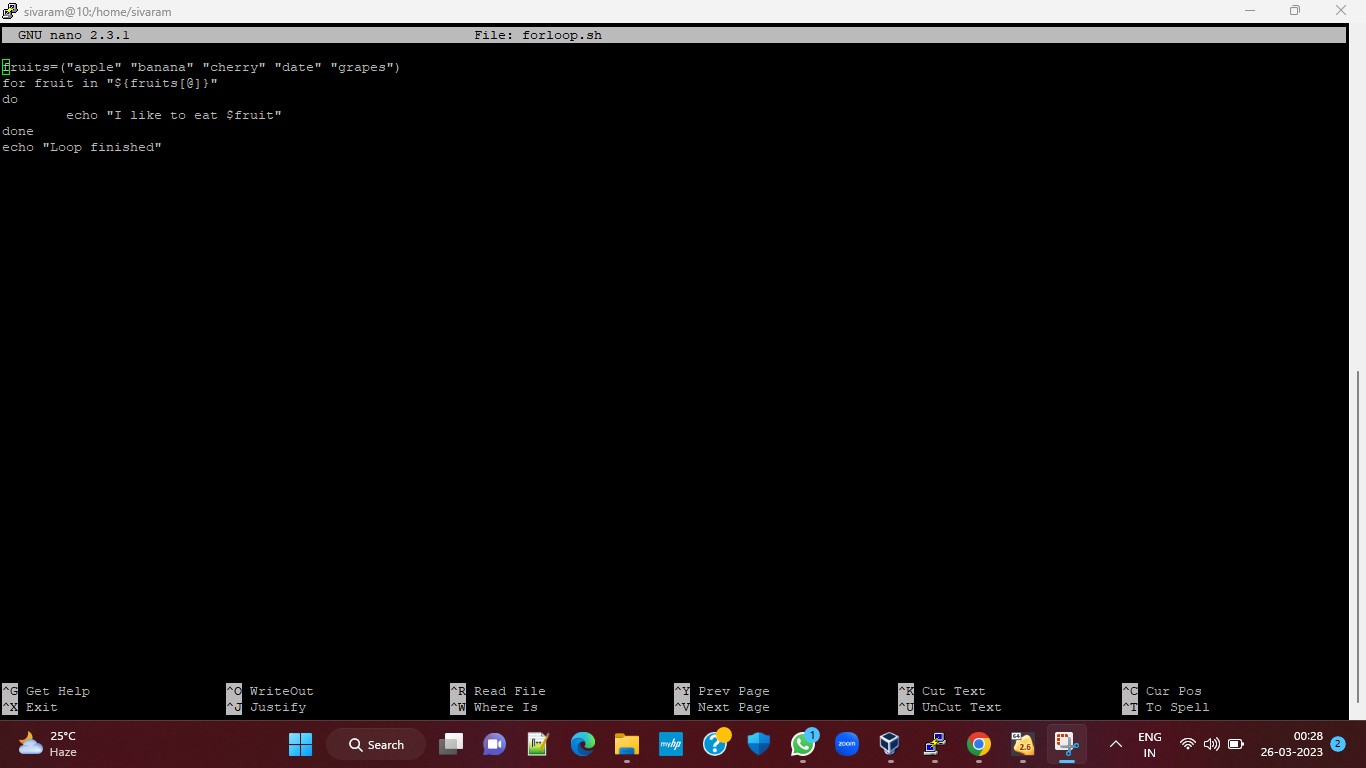 sivaram@10:/home/sivaram
GNU nano 2.3.1 File: forloop.sh
fruits=("apple" "banana" "cherry" "date" "grapes")
for fruit in "${fruits[@]}"
do
echo "I like to eat $fruit"
done
echo "Loop finished"
^G Get Help ^O WriteOut ^R Read File ^Y Prev Page ^K Cut Text ^C Cur Pos
^X Exit ^J Justify ^W Where Is ^V Next Page ^U UnCut Text ^T To Spell
25°C
Haze
Search
myhp
1
zoom
G4
2.6
ENG
IN
00:28
26-03-2023
2